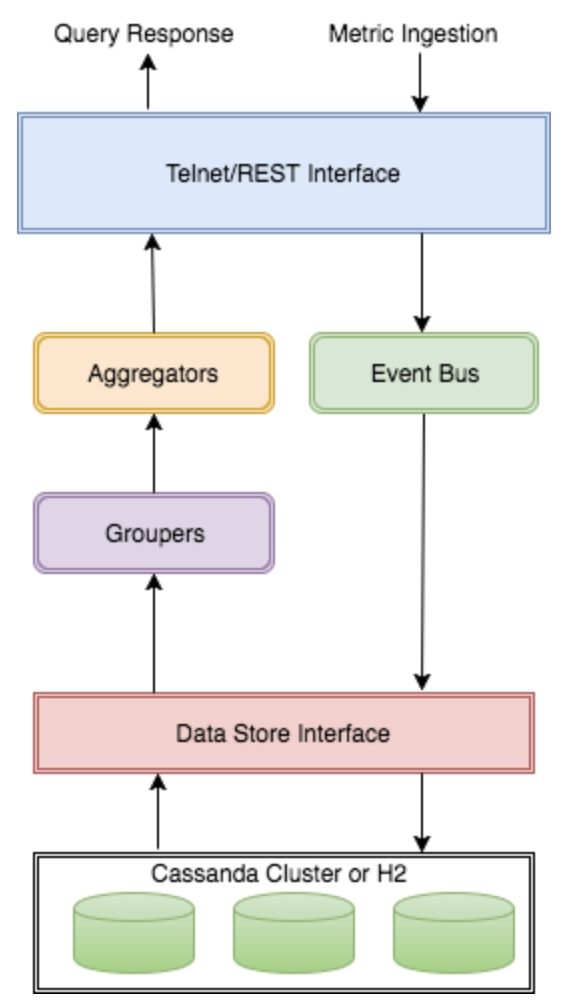 Query Response
Metric Ingestion
Telnet/REST Interface
Aggregators
Event Bus
Groupers
Data Store Interface
Cassanda Cluster or H2